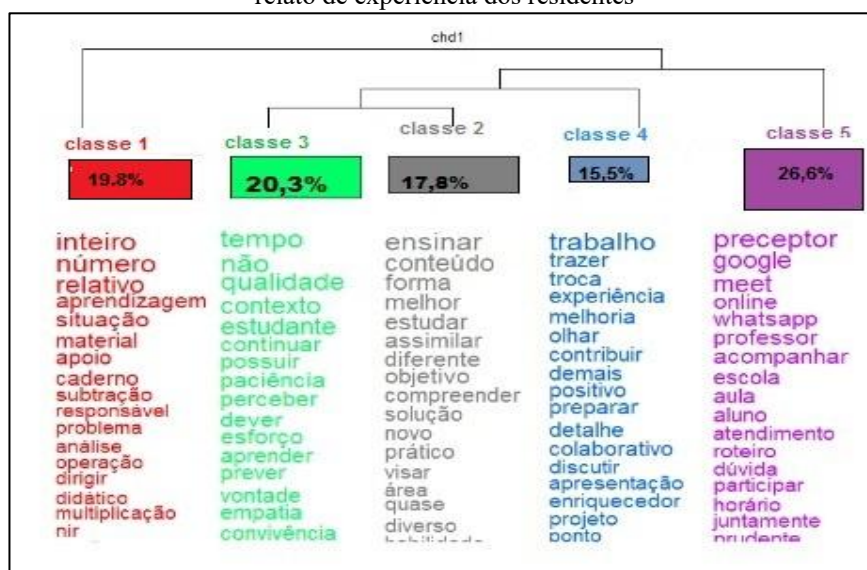 relato de experiência dos residentes
chd1
classe 1
19.8%
inteiro
número
relativo
aprendizagem
situação
material
apoio
caderno
subtração
responsável
problema
análise
operação
dirigir
didático
multiplicação
nir
classe 3
20,3%
tempo
não
qualidade
contexto
estudante
continuar
possuir
paciência
perceber
dever
esforço
aprender
prever
vontade
empatia
convivência
classe 2
17,8%
ensinar
conteúdo
forma
melhor
estudar
assimilar
diferente
objetivo
compreender
solução
novo
prático
visar
área
quase
diverso
habilidade
classe 4
15,5%
trabalho
trazer
troca
experiência
melhoria
olhar
contribuir
demais
positivo
preparar
detalhe
colaborativo
discutir
apresentação
enriquecedor
projeto
ponto
classe 5
26,6%
preceptor
google
meet
online
whatsapp
professor
acompanhar
escola
aula
aluno
atendimento
roteiro
dúvida
participar
horário
juntamente
prudente